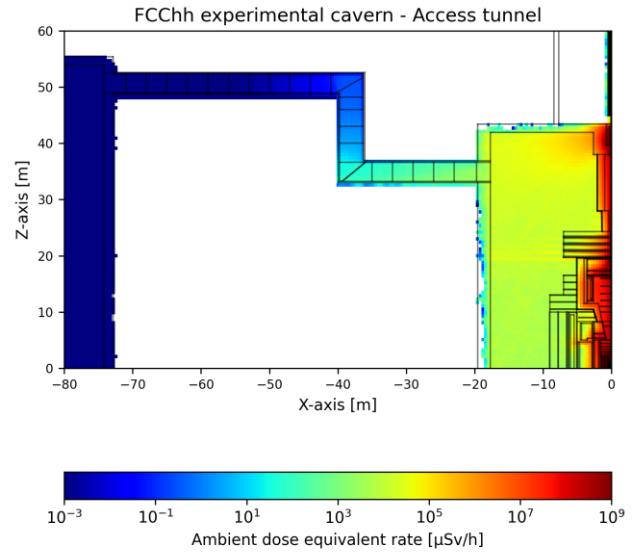 FCChh experimental cavern - Access tunnel
60
50
40
30
20
10
0
Z-axis [m]
−80 −70 −60 −50 −40 −30 −20 −10 0
X-axis [m]
10⁻³ 10⁻¹ 10¹ 10³ 10⁵ 10⁷ 10⁹
Ambient dose equivalent rate [μSv/h]